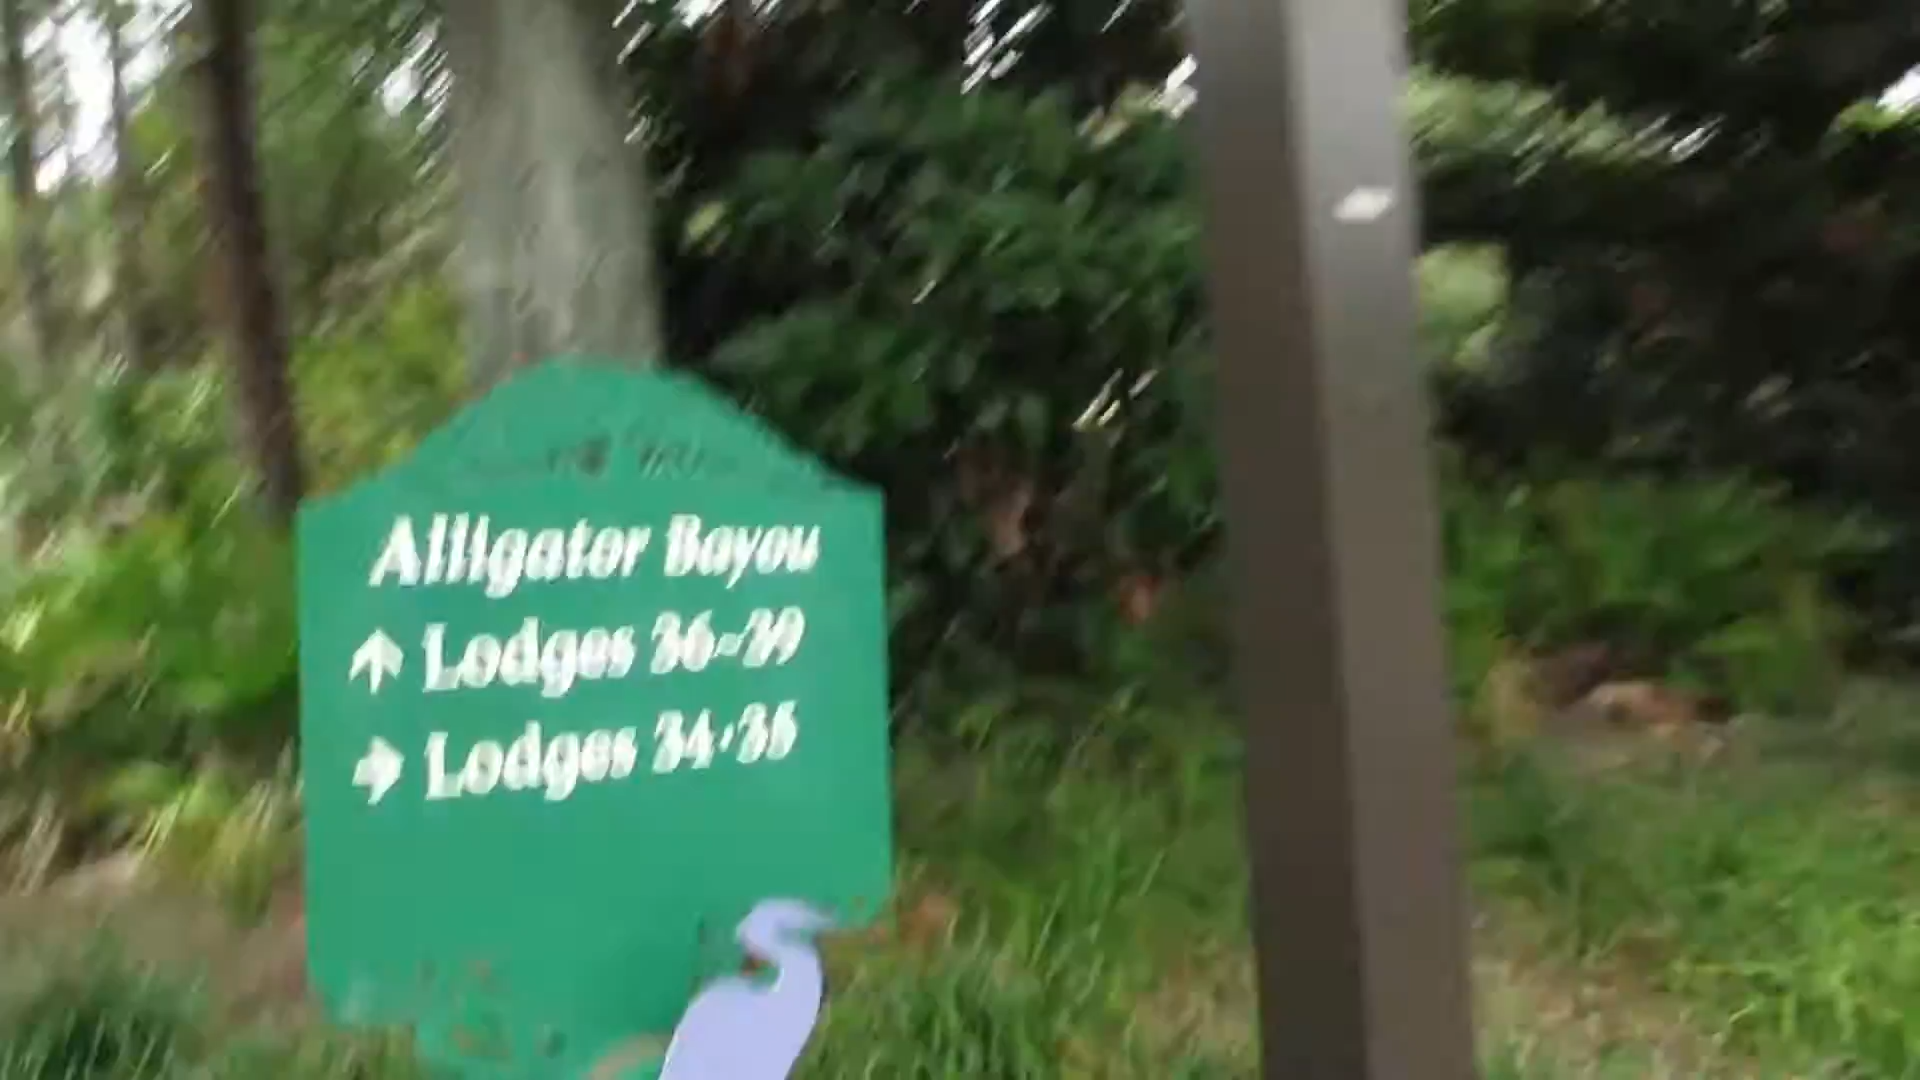 Alligator Bayou
↑ Lodges 36-39
→ Lodges 34-35